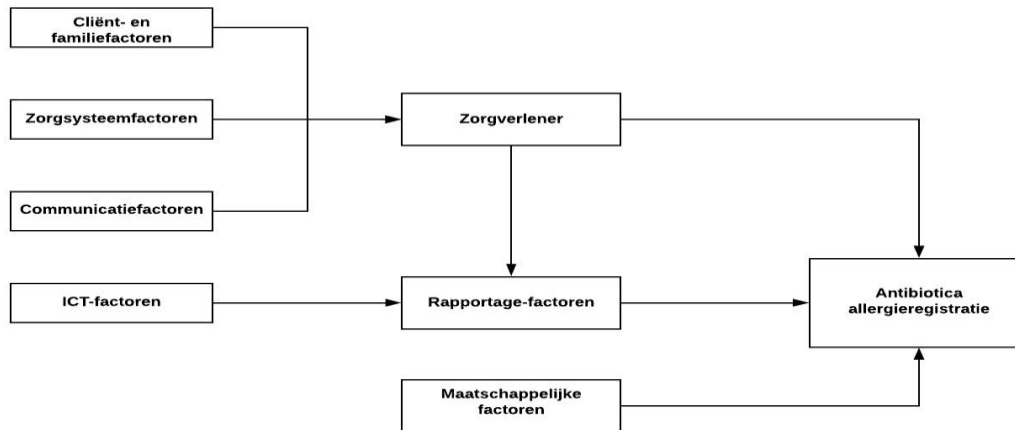 Cliënt- en
familiefactoren
Zorgsysteemfactoren
Zorgverlener
Communicatiefactoren
ICT-factoren
Rapportage-factoren
Antibiotica
allergieregistratie
Maatschappelijke
factoren